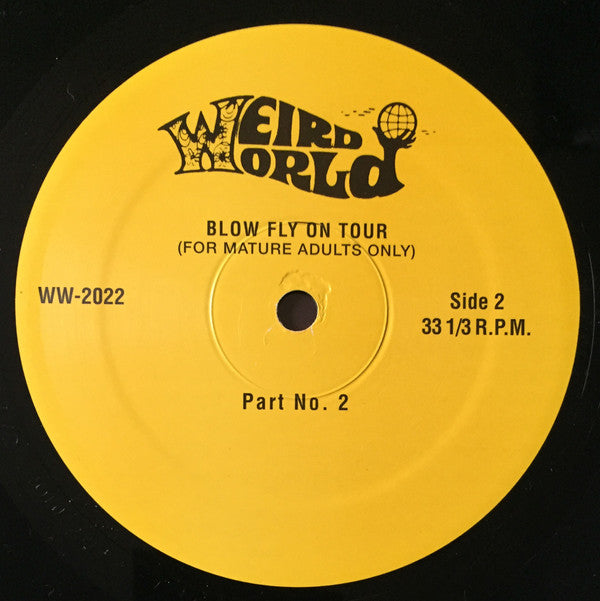 WEIRD
WORLD
BLOW FLY ON TOUR
(FOR MATURE ADULTS ONLY)
WW-2022
Side 2
33 1/3 R.P.M.
Part No. 2